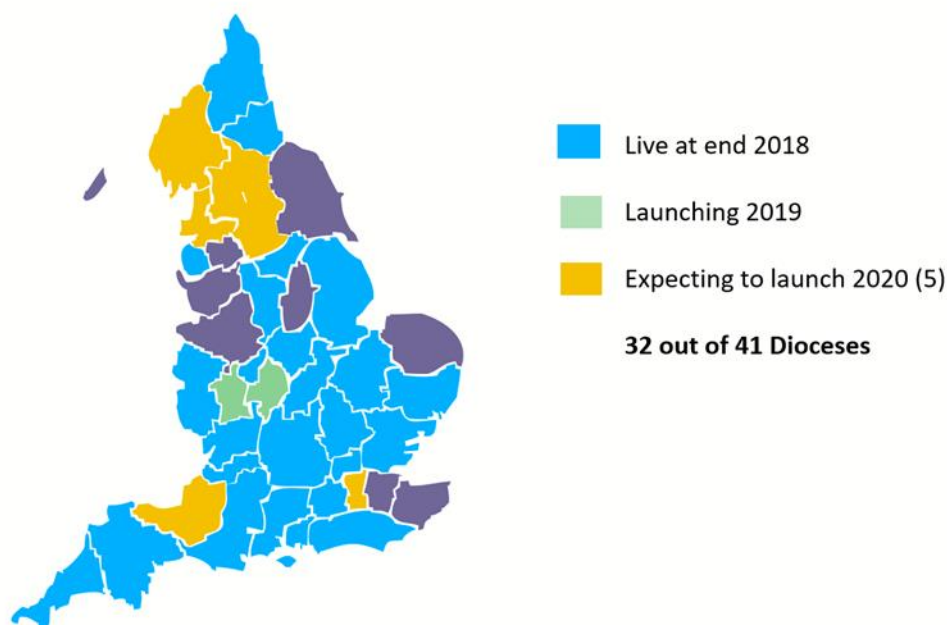 Live at end 2018
Launching 2019
Expecting to launch 2020 (5)
32 out of 41 Dioceses